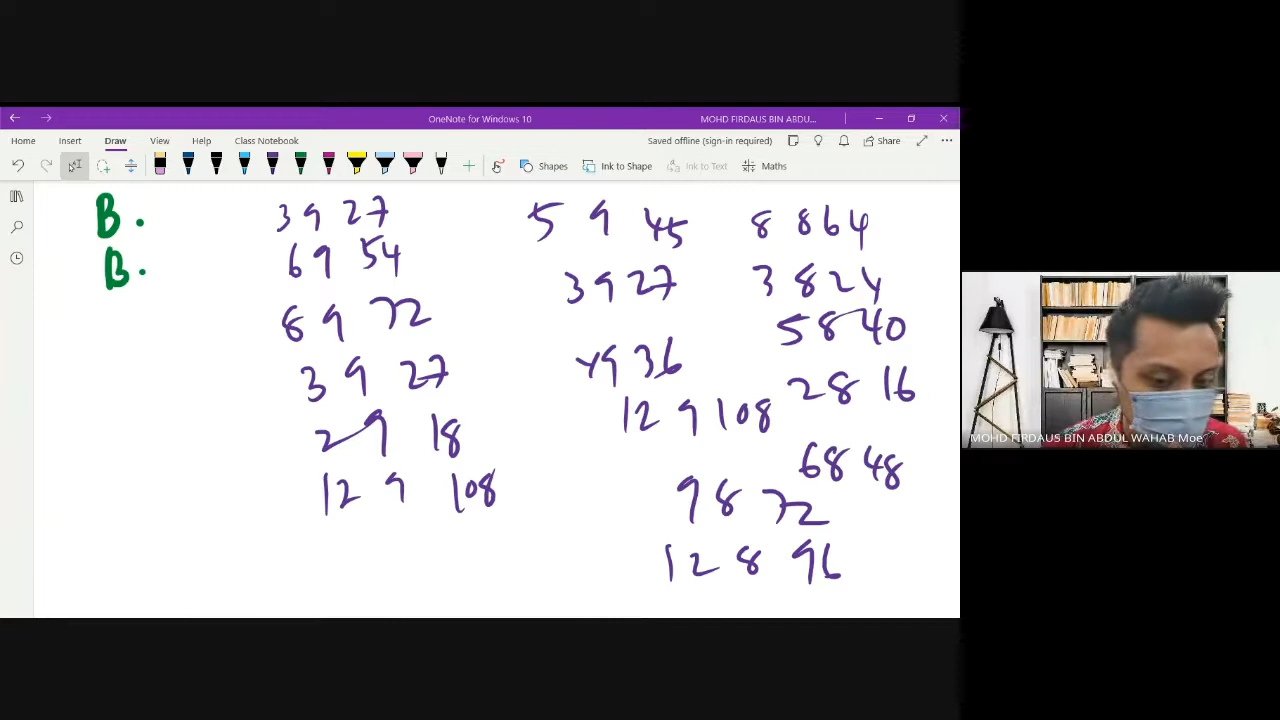 OneNote for Windows 10
MOHD FIRDAUS BIN ABDU...
Home Insert Draw View Help Class Notebook
Saved offline (sign-in required)
Share
Shapes Ink to Shape Ink to Text Maths
B.
B.
3 9 27
6 9 54
8 9 72
3 9 27
2 9 18
12 9 108
5 9 45
3 9 27
4 9 36
12 9 108
8 8 64
3 8 24
5 8 40
2 8 16
6 8 48
9 8 72
12 8 96
MOHD FIRDAUS BIN ABDUL WAHAB Moe